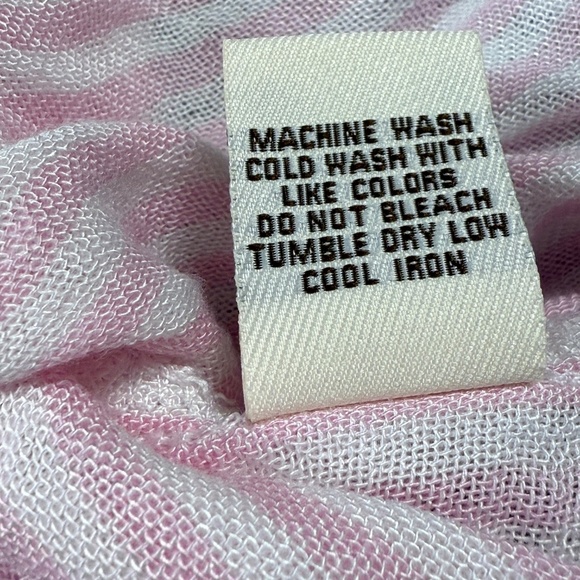 MACHINE WASH
COLD WASH WITH
LIKE COLORS
DO NOT BLEACH
TUMBLE DRY LOW
COOL IRON